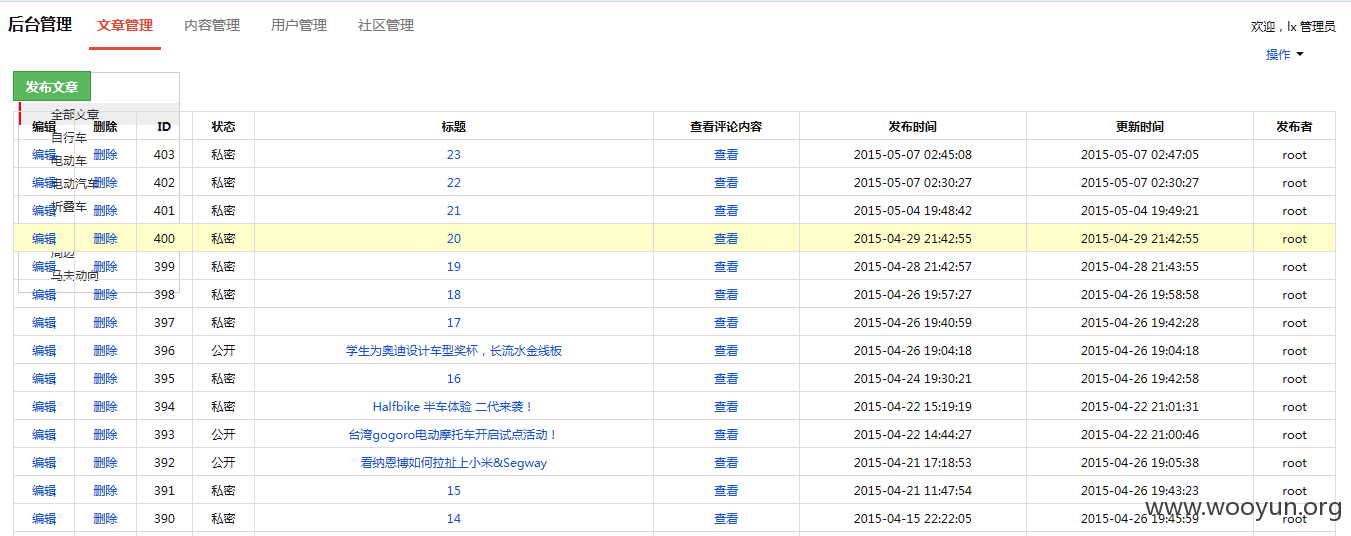 后台管理 文章管理 内容管理 用户管理 社区管理
欢迎，lx 管理员
操作
发布文章
全部文章
自行车
电动车
电动汽车
折叠车
周边
马夫动向
编辑 删除 ID 状态 标题 查看评论内容 发布时间 更新时间 发布者
编辑 删除 403 私密 23 查看 2015-05-07 02:45:08 2015-05-07 02:47:05 root
编辑 删除 402 私密 22 查看 2015-05-07 02:30:27 2015-05-07 02:30:27 root
编辑 删除 401 私密 21 查看 2015-05-04 19:48:42 2015-05-04 19:49:21 root
编辑 删除 400 私密 20 查看 2015-04-29 21:42:55 2015-04-29 21:42:55 root
编辑 删除 399 私密 19 查看 2015-04-28 21:42:57 2015-04-28 21:43:55 root
编辑 删除 398 私密 18 查看 2015-04-26 19:57:27 2015-04-26 19:58:58 root
编辑 删除 397 私密 17 查看 2015-04-26 19:40:59 2015-04-26 19:42:28 root
编辑 删除 396 公开 学生为奥迪设计车型奖杯，长流水金线板 查看 2015-04-26 19:04:18 2015-04-26 19:04:18 root
编辑 删除 395 私密 16 查看 2015-04-24 19:30:21 2015-04-26 19:42:58 root
编辑 删除 394 私密 Halfbike 半车体验 二代来袭！ 查看 2015-04-22 15:19:19 2015-04-22 21:01:31 root
编辑 删除 393 公开 台湾gogoro电动摩托车开启试点活动！ 查看 2015-04-22 14:44:27 2015-04-22 21:00:46 root
编辑 删除 392 公开 看纳恩博如何拉扯上小米&Segway 查看 2015-04-21 17:18:53 2015-04-26 19:05:38 root
编辑 删除 391 私密 15 查看 2015-04-21 11:47:54 2015-04-26 19:43:23 root
编辑 删除 390 私密 14 查看 2015-04-15 22:22:05 2015-04-26 19:45:59 root
www.wooyun.org